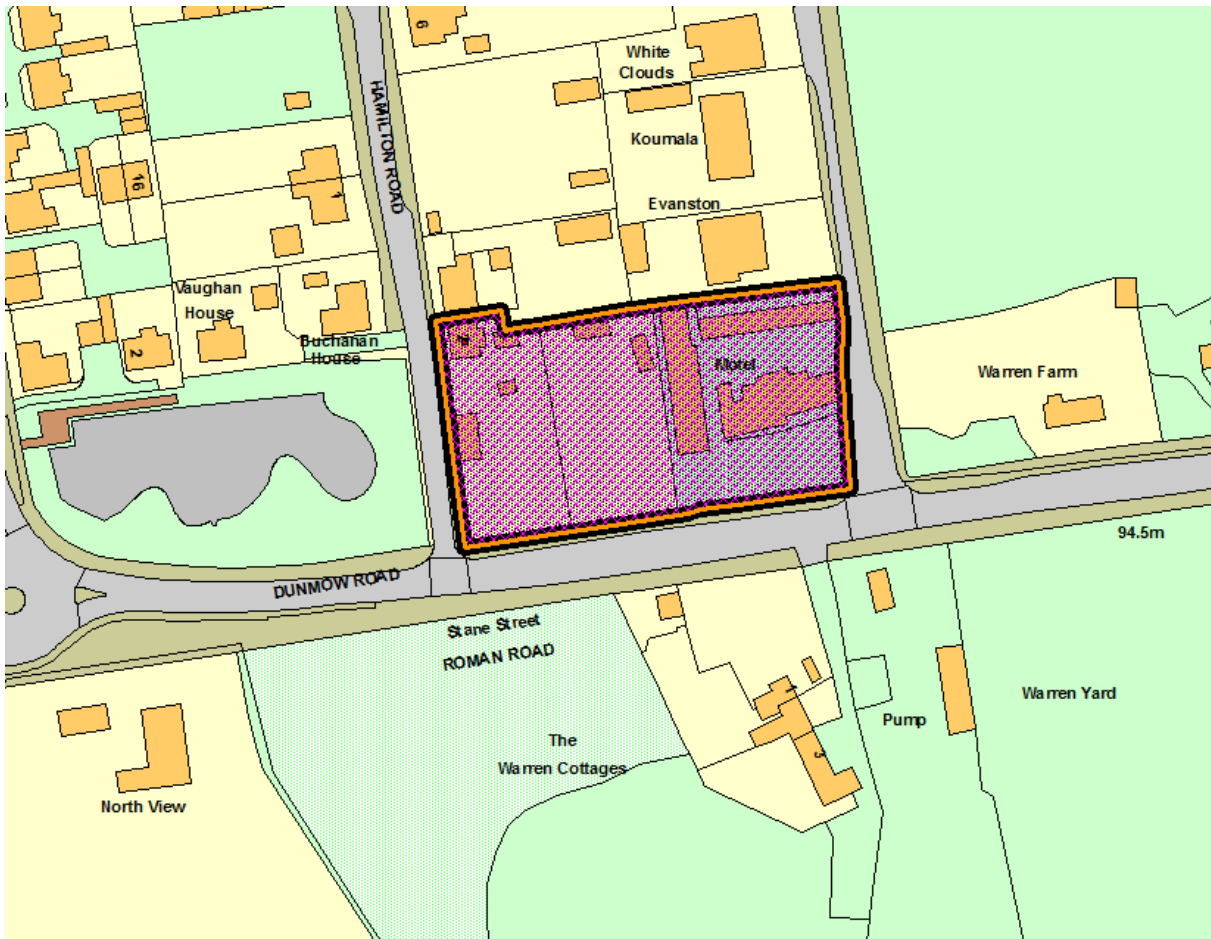 6
White
Clouds
HAMILTON ROAD
Koumala
16
1
Evanston
Vaughan
House
Buchanan
House
2
Motel
Warren Farm
94.5m
DUNMOW ROAD
Stane Street
ROMAN ROAD
1
Warren Yard
Pump
The
Warren Cottages
3
North View